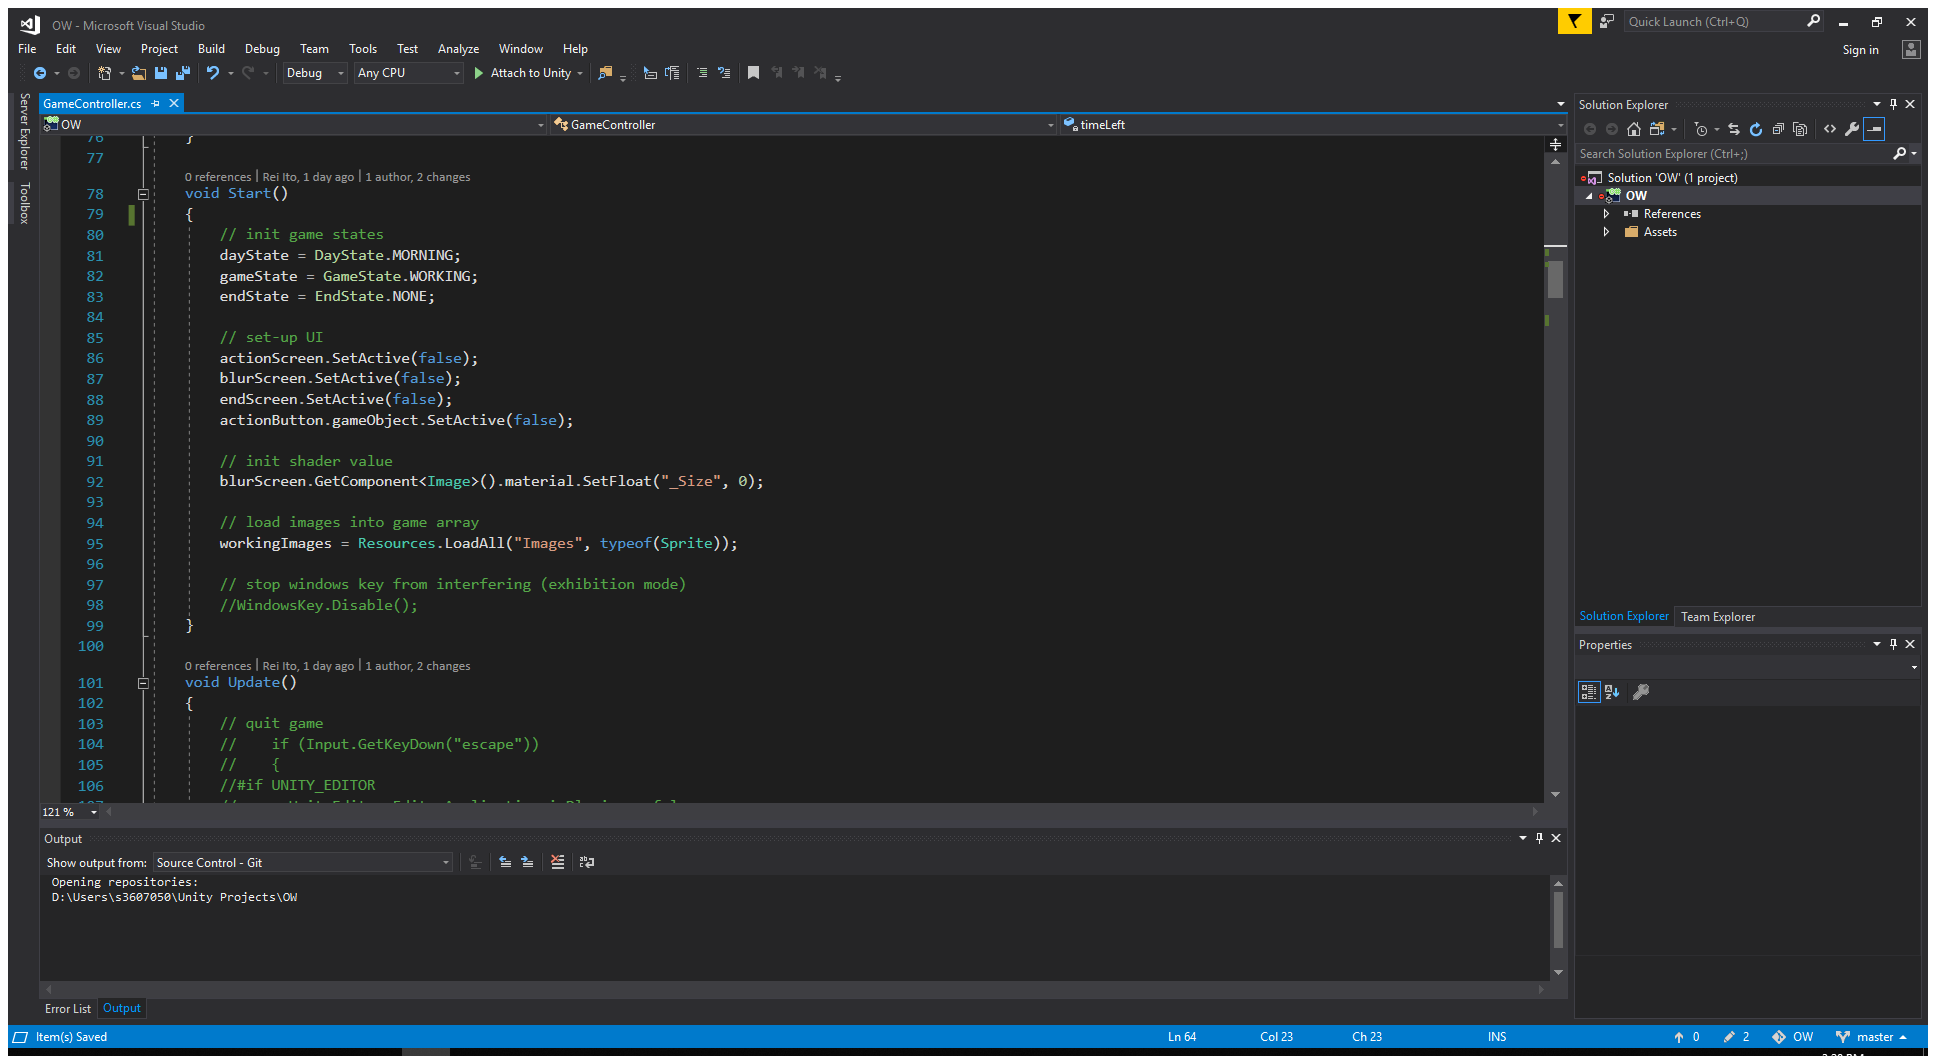 OW - Microsoft Visual Studio
Quick Launch (Ctrl+Q)
File Edit View Project Build Debug Team Tools Test Analyze Window Help
Sign in
Debug Any CPU Attach to Unity
Server Explorer
Toolbox
GameController.cs
OW GameController timeLeft
76 }
77
0 references | Rei Ito, 1 day ago | 1 author, 2 changes
78 void Start()
79 {
80 // init game states
81 dayState = DayState.MORNING;
82 gameState = GameState.WORKING;
83 endState = EndState.NONE;
84
85 // set-up UI
86 actionScreen.SetActive(false);
87 blurScreen.SetActive(false);
88 endScreen.SetActive(false);
89 actionButton.gameObject.SetActive(false);
90
91 // init shader value
92 blurScreen.GetComponent<Image>().material.SetFloat("_Size", 0);
93
94 // load images into game array
95 workingImages = Resources.LoadAll("Images", typeof(Sprite));
96
97 // stop windows key from interfering (exhibition mode)
98 //WindowsKey.Disable();
99 }
100
0 references | Rei Ito, 1 day ago | 1 author, 2 changes
101 void Update()
102 {
103 // quit game
104 //    if (Input.GetKeyDown("escape"))
105 //    {
106 //#if UNITY_EDITOR
121 %
Output
Show output from: Source Control - Git
Opening repositories:
D:\Users\s3607050\Unity Projects\OW
Error List Output
Solution Explorer
Search Solution Explorer (Ctrl+;)
Solution 'OW' (1 project)
OW
References
Assets
Solution Explorer Team Explorer
Properties
Item(s) Saved Ln 64 Col 23 Ch 23 INS 0 2 OW master